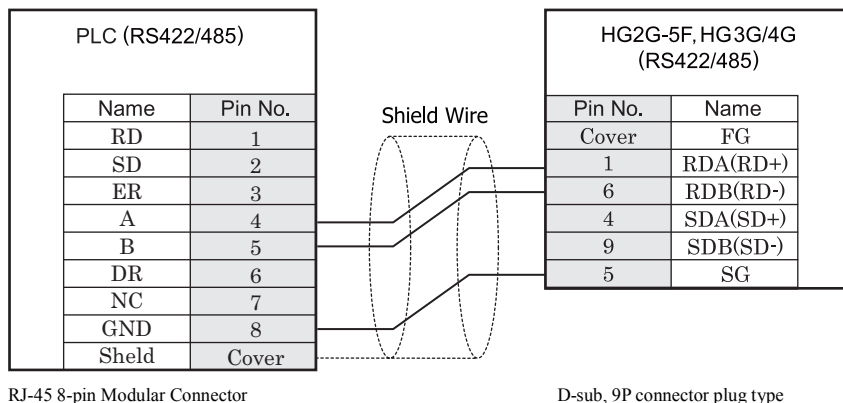 PLC (RS422/485)
Name Pin No.
RD 1
SD 2
ER 3
A 4
B 5
DR 6
NC 7
GND 8
Sheld Cover
RJ-45 8-pin Modular Connector
Shield Wire
HG2G-5F, HG3G/4G
(RS422/485)
Pin No. Name
Cover FG
1 RDA(RD+)
6 RDB(RD-)
4 SDA(SD+)
9 SDB(SD-)
5 SG
D-sub, 9P connector plug type